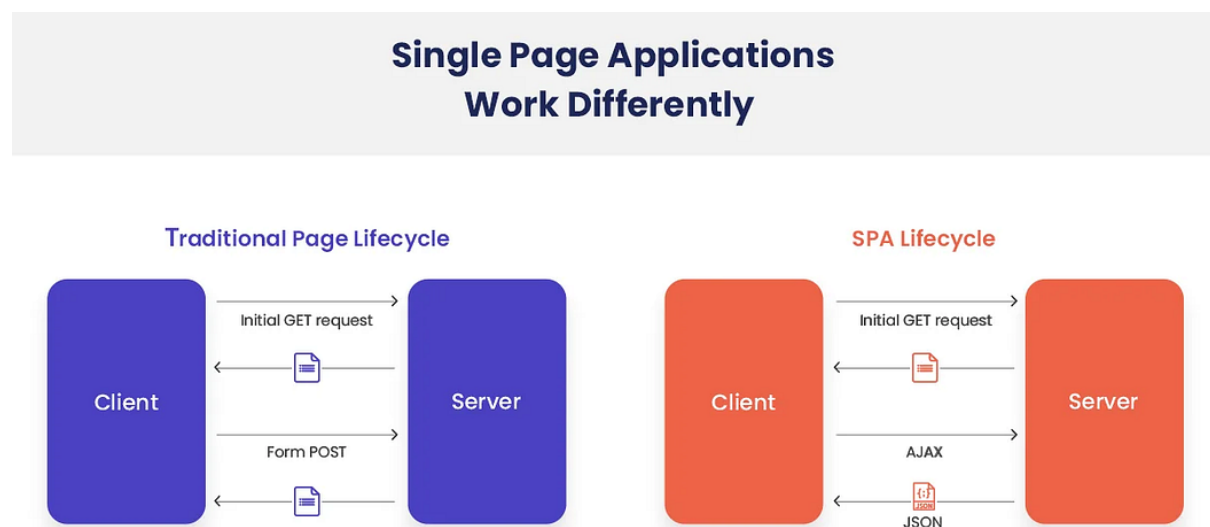 Single Page Applications
Work Differently
Traditional Page Lifecycle
Client
Initial GET request
Form POST
Server
SPA Lifecycle
Client
Initial GET request
AJAX
{:}
JSON
JSON
Server